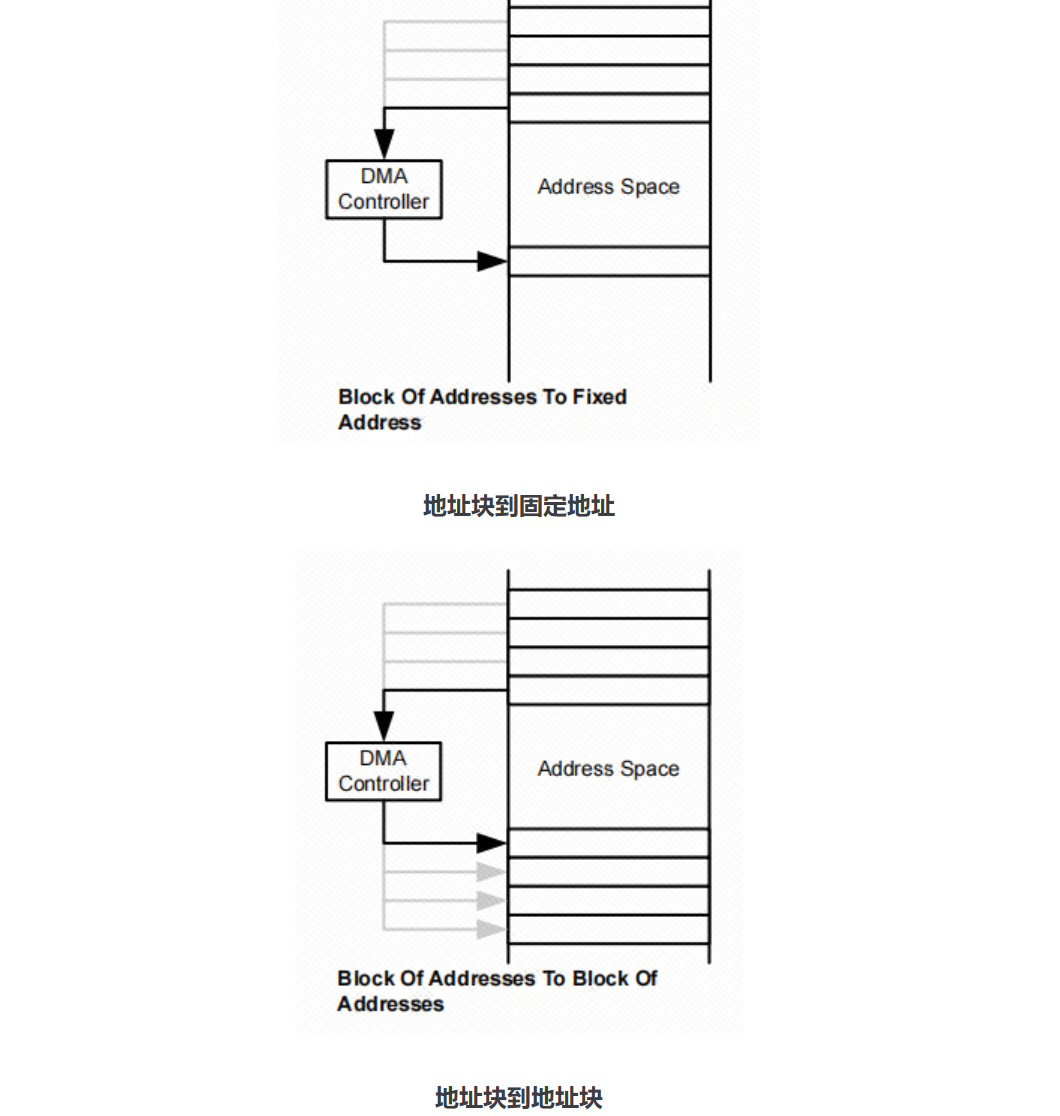 DMA
Controller
Address Space
Block Of Addresses To Fixed
Address
地址块到固定地址
DMA
Controller
Address Space
Block Of Addresses To Block Of
Addresses
地址块到地址块